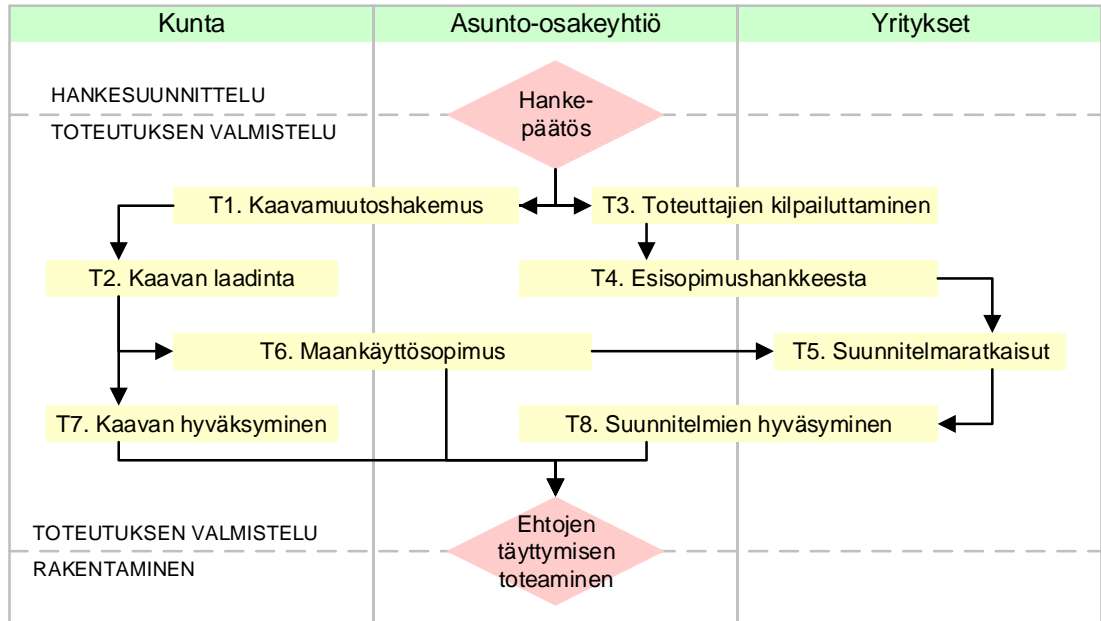 Kunta
Asunto-osakeyhtiö
Yritykset
HANKESUUNNITTELU
TOTEUTUKSEN VALMISTELU
Hanke-
päätös
T1. Kaavamuutoshakemus
T3. Toteuttajien kilpailuttaminen
T2. Kaavan laadinta
T4. Esisopimushankkeesta
T6. Maankäyttösopimus
T5. Suunnitelmaratkaisut
T7. Kaavan hyväksyminen
T8. Suunnitelmien hyväsyminen
TOTEUTUKSEN VALMISTELU
RAKENTAMINEN
Ehtojen
täyttymisen
toteaminen